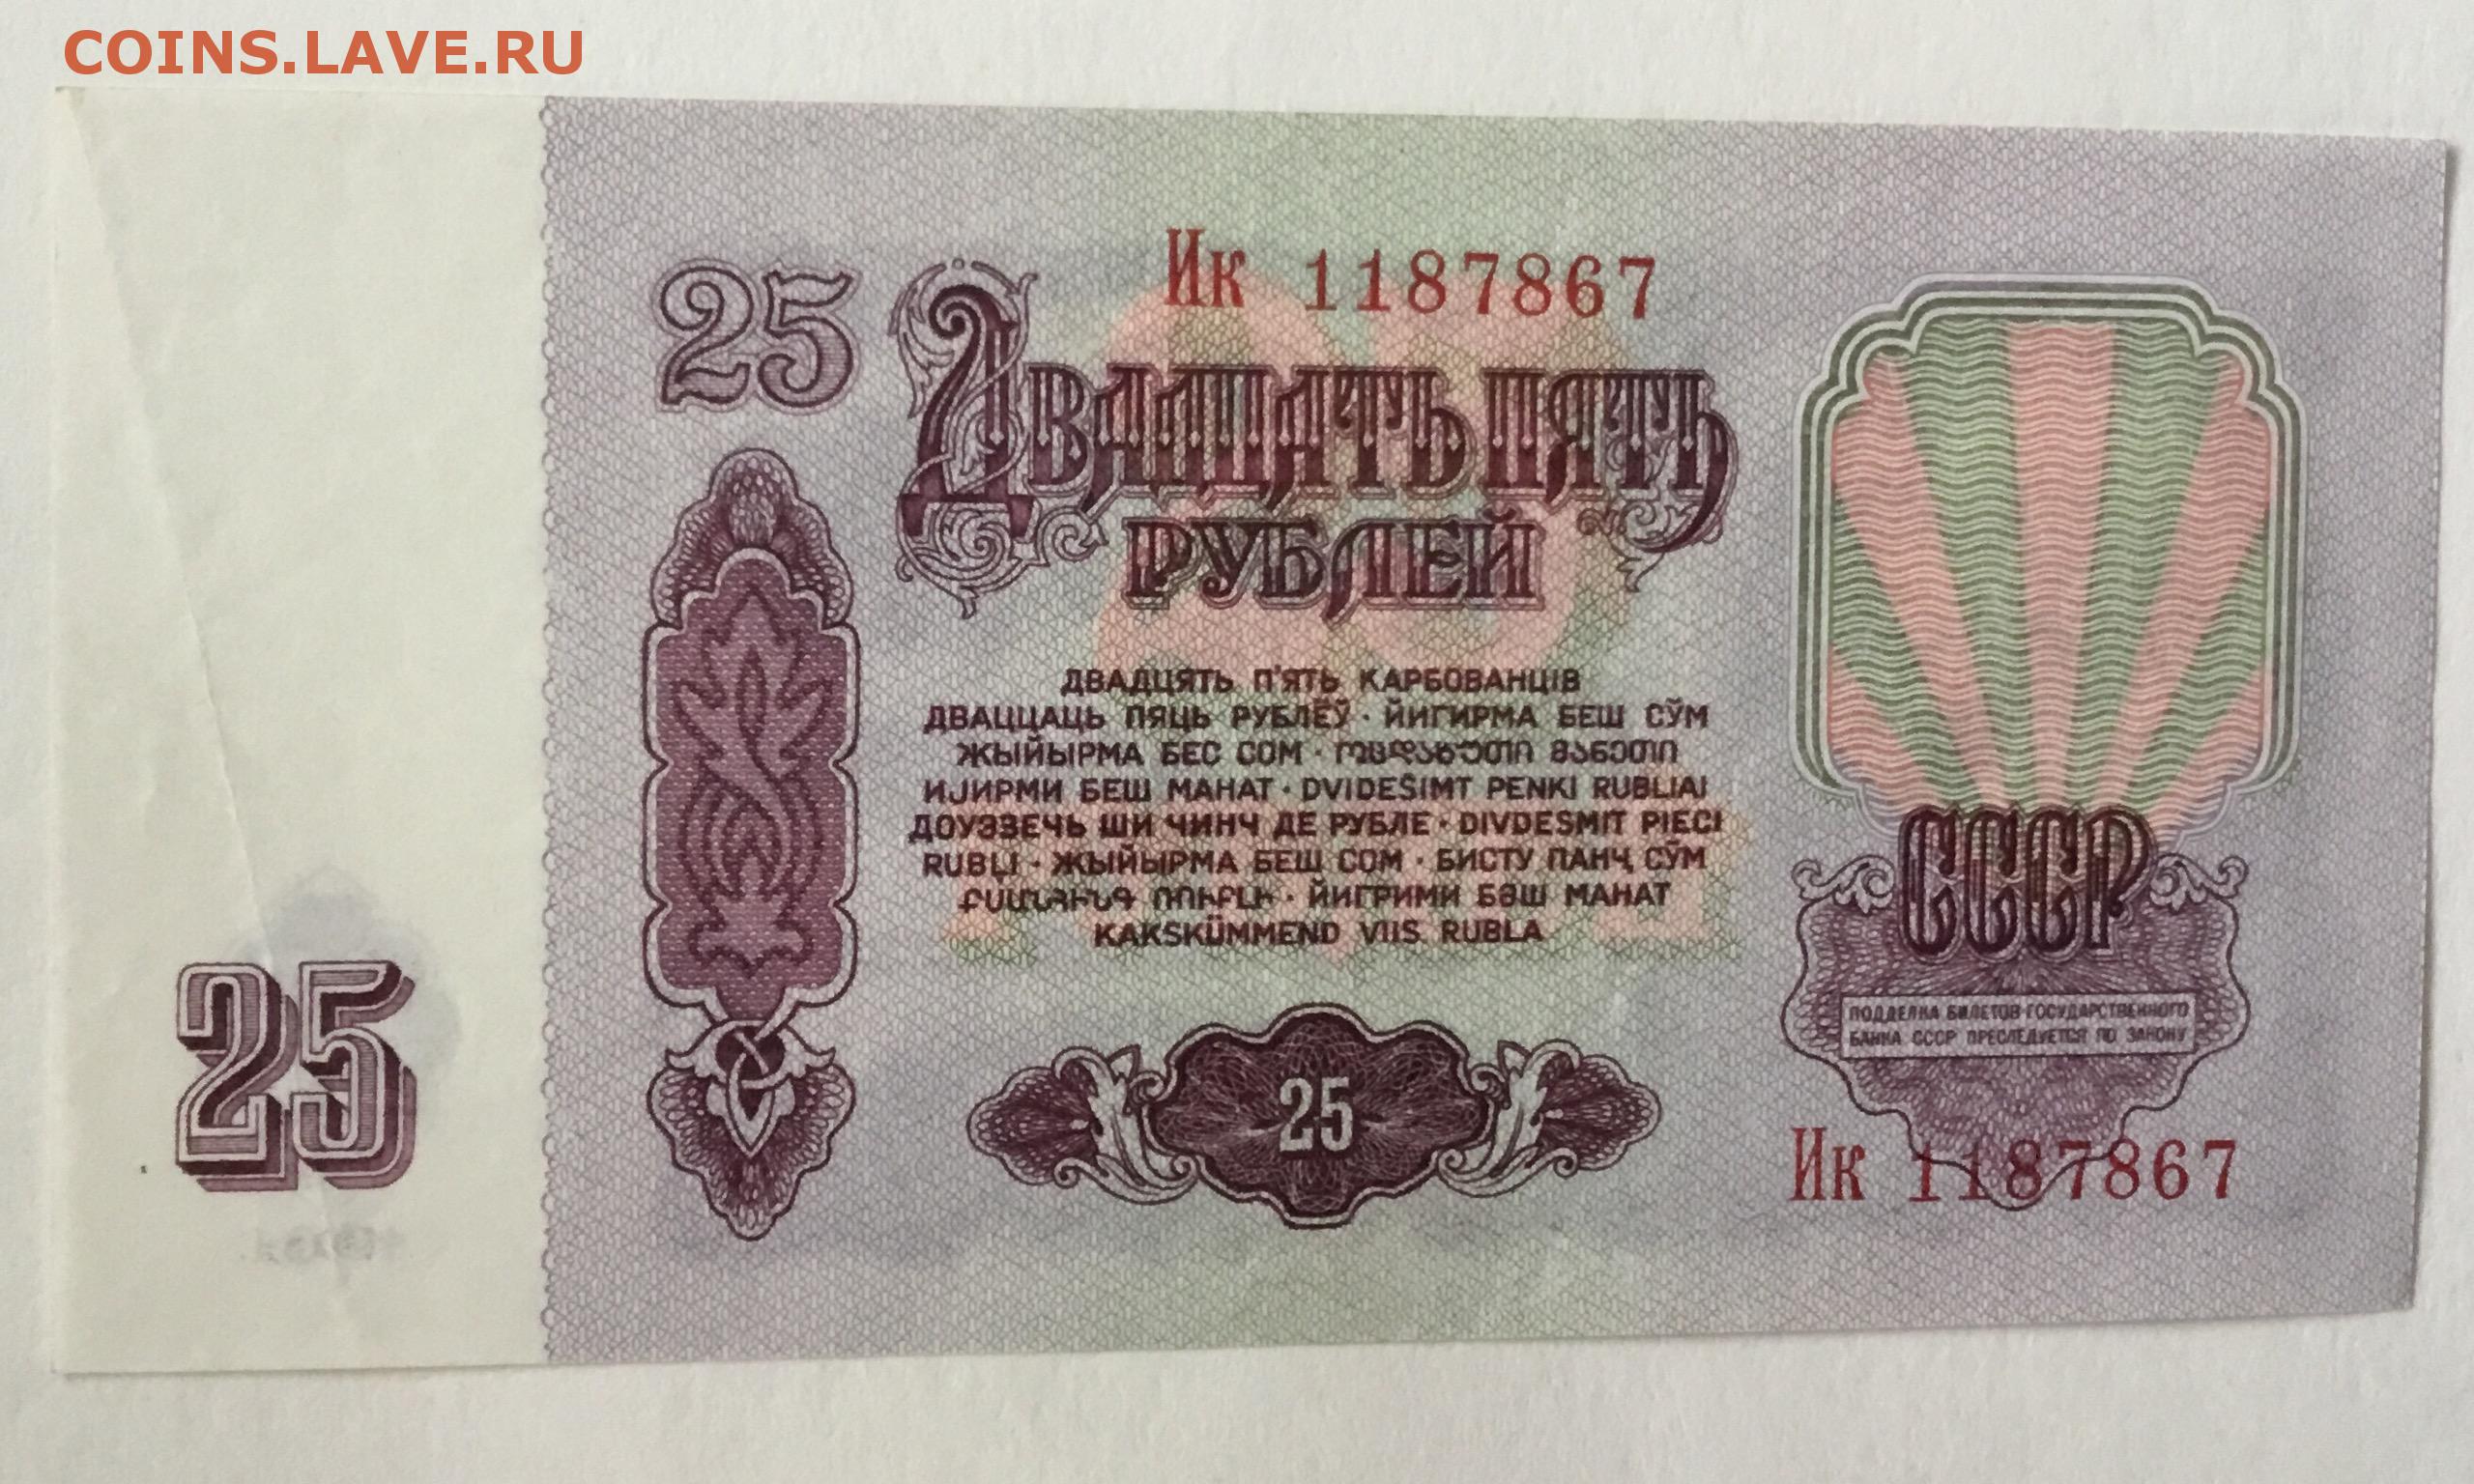 COINS.LAVE.RU
Ик 1187867
25
ДВАДЦАТЬ ПЯТЬ
РУБЛЕЙ
ДВАДЦЯТЬ П'ЯТЬ КАРБОВАНЦІВ
ДВАЦЦАЦЬ ПЯЦЬ РУБЛЁЎ · ЙИГИРМА БЕШ СЎМ
ЖЫЙЫРМА БЕС СОМ · ოცდახუთი მანეთი
ИЈИРМИ БЕШ МАНАТ · DVIDEŠIMT PENKI RUBLIAI
ДОУЭЗЕЧЬ ШИ ЧИНЧ ДЕ РУБЛЕ · DIVDESMIT PIECI
RUBĻI · ЖЫЙЫРМА БЕШ СОМ · БИСТУ ПАНҶ СӮМ
ՔՍԱՆՀԻՆԳ ՌՈՒԲԼԻ · ЙИГРИМИ БӘШ МАНАТ
KAKSKÜMMEND VIIS RUBLA
25
25
СССР
ПОДДЕЛКА БИЛЕТОВ ГОСУДАРСТВЕННОГО
БАНКА СССР ПРЕСЛЕДУЕТСЯ ПО ЗАКОНУ
Ик 1187867